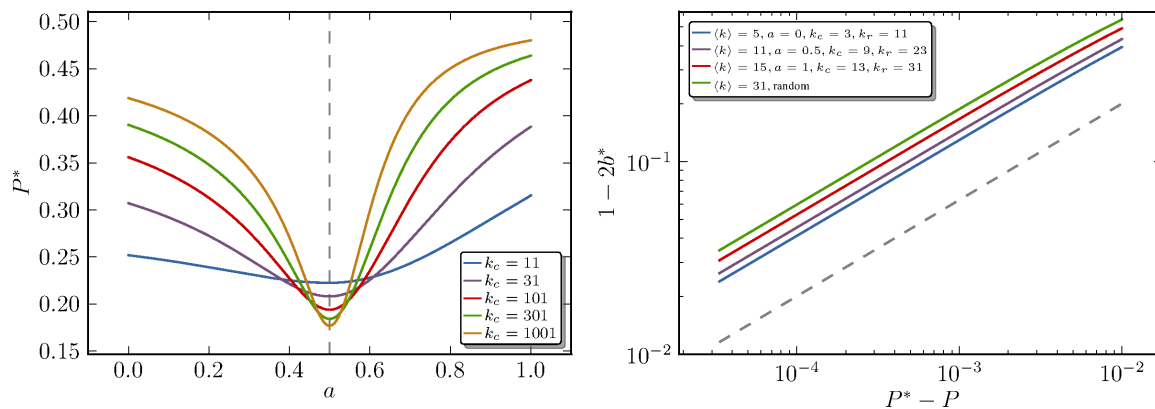 0.50
0.45
0.40
0.35
0.30
0.25
0.20
0.15
P*
0.0 0.2 0.4 0.6 0.8 1.0
a
k_c = 11
k_c = 31
k_c = 101
k_c = 301
k_c = 1001
⟨k⟩ = 5, a = 0, k_c = 3, k_r = 11
⟨k⟩ = 11, a = 0.5, k_c = 9, k_r = 23
⟨k⟩ = 15, a = 1, k_c = 13, k_r = 31
⟨k⟩ = 31, random
1 − 2b*
10^{-1}
10^{-2}
10^{-4} 10^{-3} 10^{-2}
P* − P